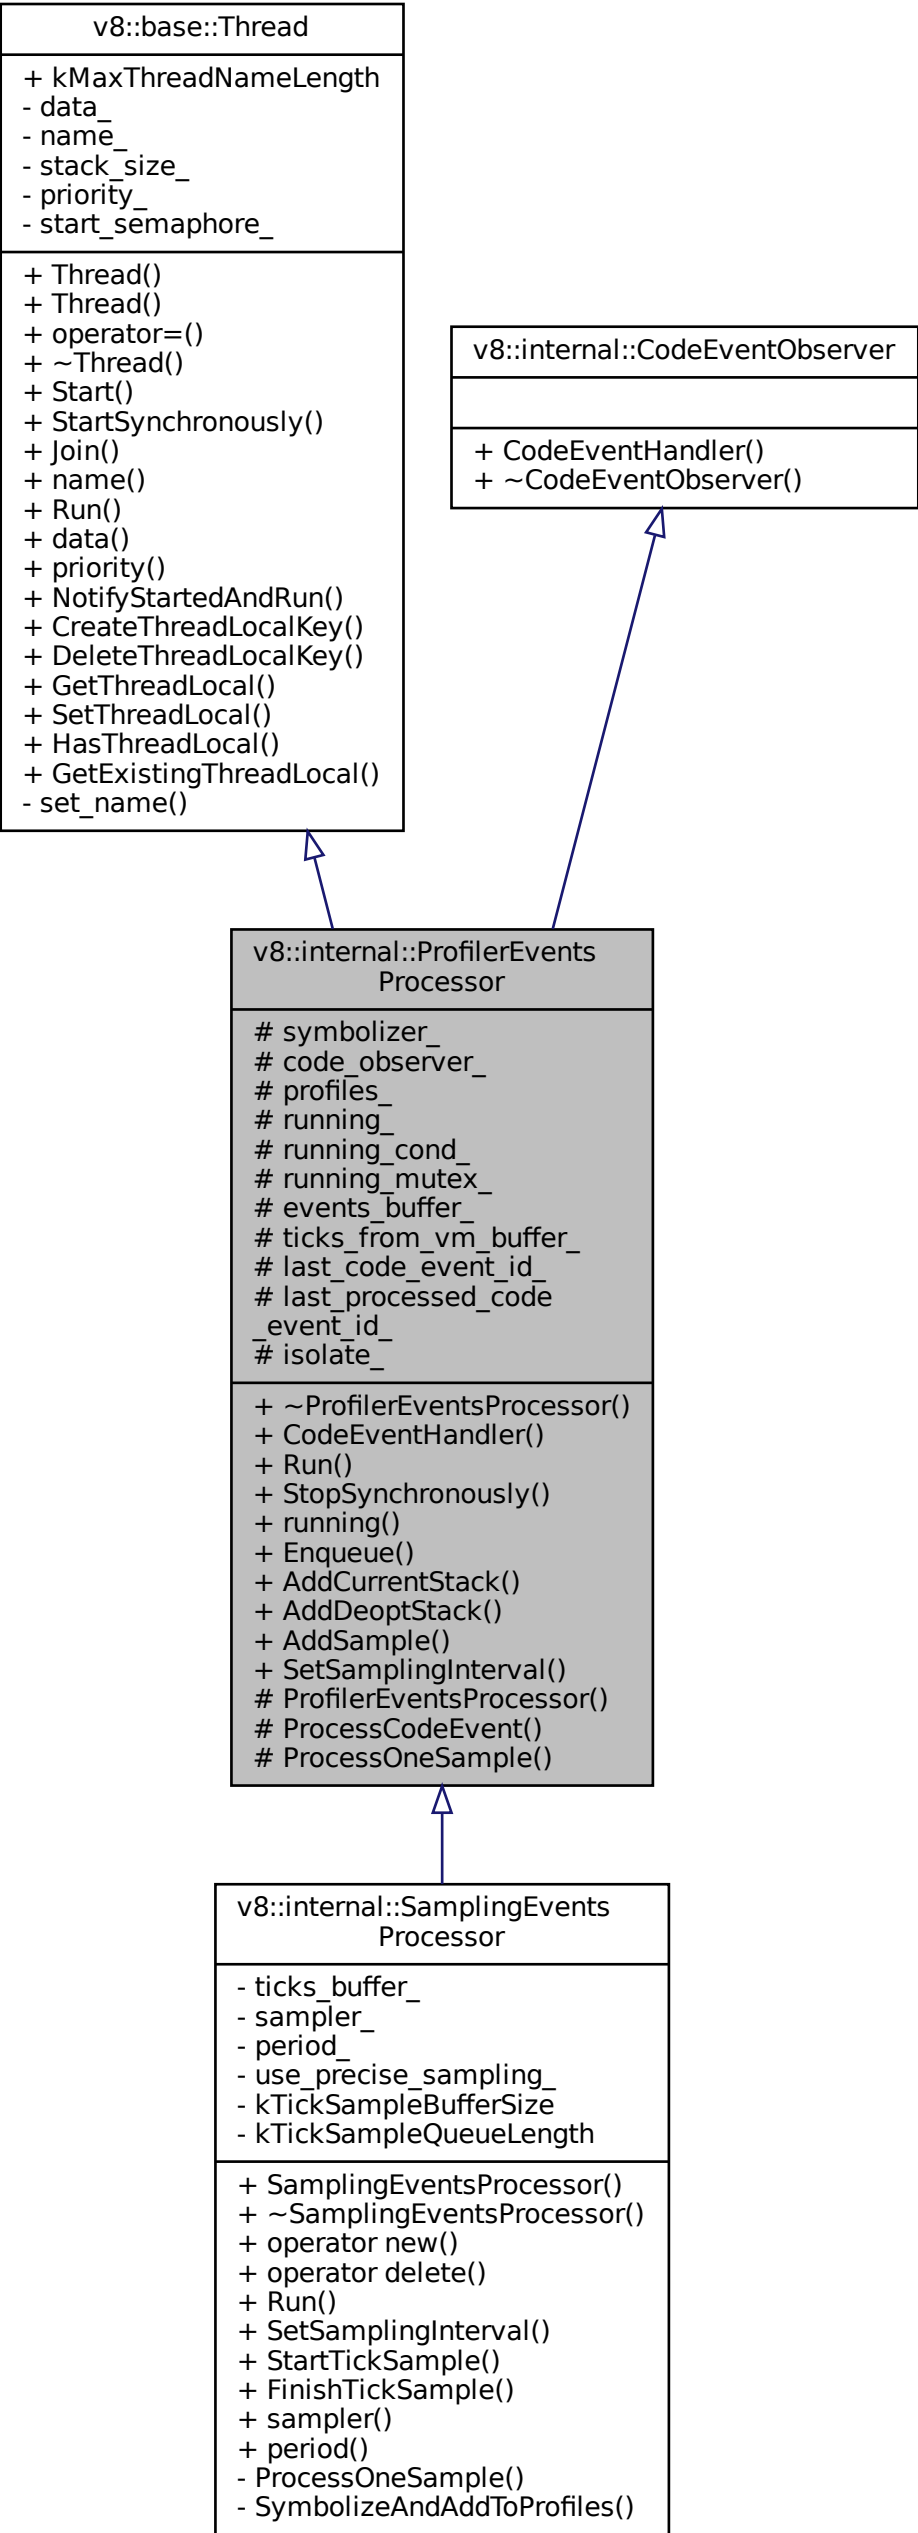 v8::base::Thread
+ kMaxThreadNameLength
- data_
- name_
- stack_size_
- priority_
- start_semaphore_
+ Thread()
+ Thread()
+ operator=()
+ ~Thread()
+ Start()
+ StartSynchronously()
+ Join()
+ name()
+ Run()
+ data()
+ priority()
+ NotifyStartedAndRun()
+ CreateThreadLocalKey()
+ DeleteThreadLocalKey()
+ GetThreadLocal()
+ SetThreadLocal()
+ HasThreadLocal()
+ GetExistingThreadLocal()
- set_name()
v8::internal::CodeEventObserver
+ CodeEventHandler()
+ ~CodeEventObserver()
v8::internal::ProfilerEvents
Processor
# symbolizer_
# code_observer_
# profiles_
# running_
# running_cond_
# running_mutex_
# events_buffer_
# ticks_from_vm_buffer_
# last_code_event_id_
# last_processed_code
_event_id_
# isolate_
+ ~ProfilerEventsProcessor()
+ CodeEventHandler()
+ Run()
+ StopSynchronously()
+ running()
+ Enqueue()
+ AddCurrentStack()
+ AddDeoptStack()
+ AddSample()
+ SetSamplingInterval()
# ProfilerEventsProcessor()
# ProcessCodeEvent()
# ProcessOneSample()
v8::internal::SamplingEvents
Processor
- ticks_buffer_
- sampler_
- period_
- use_precise_sampling_
- kTickSampleBufferSize
- kTickSampleQueueLength
+ SamplingEventsProcessor()
+ ~SamplingEventsProcessor()
+ operator new()
+ operator delete()
+ Run()
+ SetSamplingInterval()
+ StartTickSample()
+ FinishTickSample()
+ sampler()
+ period()
- ProcessOneSample()
- SymbolizeAndAddToProfiles()